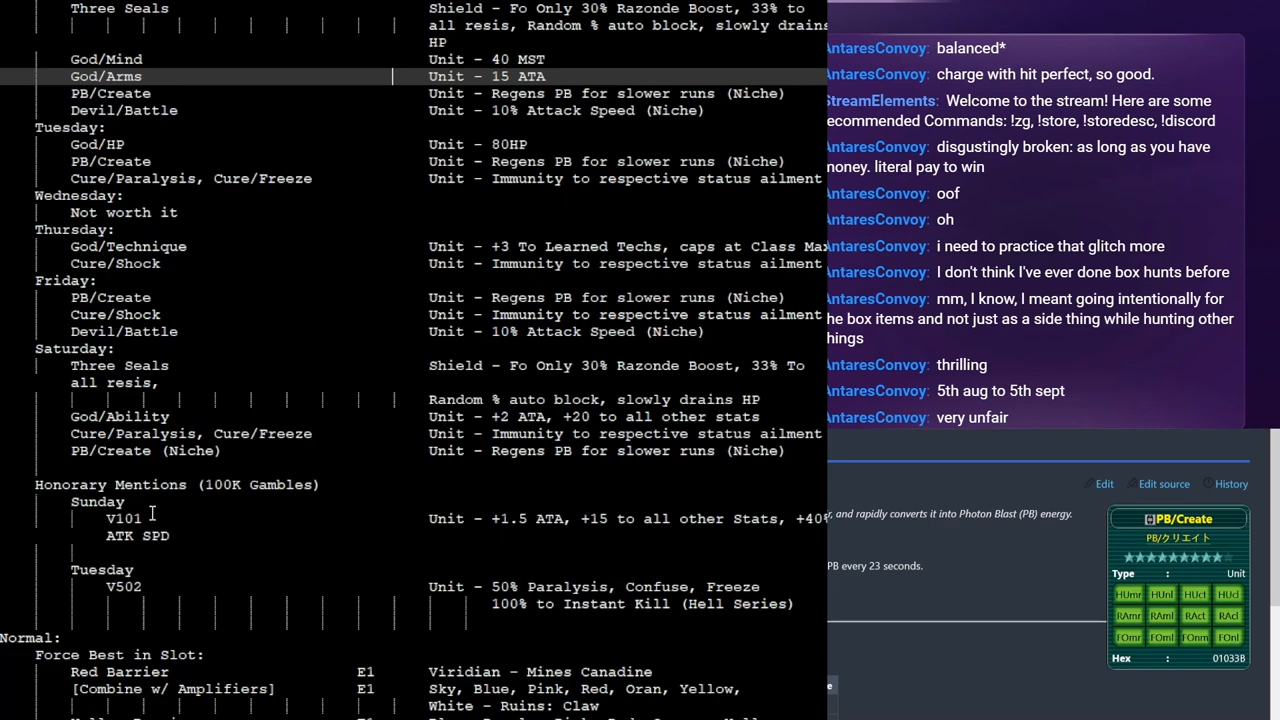 Three Seals Shield - Fo Only 30% Razonde Boost, 33% to
all resis, Random % auto block, slowly drains
HP
God/Mind Unit - 40 MST
God/Arms Unit - 15 ATA
PB/Create Unit - Regens PB for slower runs (Niche)
Devil/Battle Unit - 10% Attack Speed (Niche)
Tuesday:
God/HP Unit - 80HP
PB/Create Unit - Regens PB for slower runs (Niche)
Cure/Paralysis, Cure/Freeze Unit - Immunity to respective status ailment
Wednesday:
Not worth it
Thursday:
God/Technique Unit - +3 To Learned Techs, caps at Class Max
Cure/Shock Unit - Immunity to respective status ailment
Friday:
PB/Create Unit - Regens PB for slower runs (Niche)
Cure/Shock Unit - Immunity to respective status ailment
Devil/Battle Unit - 10% Attack Speed (Niche)
Saturday:
Three Seals Shield - Fo Only 30% Razonde Boost, 33% To
all resis,
Random % auto block, slowly drains HP
God/Ability Unit - +2 ATA, +20 to all other stats
Cure/Paralysis, Cure/Freeze Unit - Immunity to respective status ailment
PB/Create (Niche) Unit - Regens PB for slower runs (Niche)
Honorary Mentions (100K Gambles)
Sunday
V101 Unit - +1.5 ATA, +15 to all other Stats, +40%
ATK SPD
Tuesday
V502 Unit - 50% Paralysis, Confuse, Freeze
100% to Instant Kill (Hell Series)
Normal:
Force Best in Slot:
Red Barrier E1 Viridian - Mines Canadine
[Combine w/ Amplifiers] E1 Sky, Blue, Pink, Red, Oran, Yellow,
White - Ruins: Claw
AntaresConvoy: balanced*
AntaresConvoy: charge with hit perfect, so good.
StreamElements: Welcome to the stream! Here are some
ecommended Commands: !zg, !store, !storedesc, !discord
AntaresConvoy: disgustingly broken: as long as you have
money. literal pay to win
AntaresConvoy: oof
AntaresConvoy: oh
AntaresConvoy: i need to practice that glitch more
AntaresConvoy: I don't think I've ever done box hunts before
AntaresConvoy: mm, I know, I meant going intentionally for
he box items and not just as a side thing while hunting other
hings
AntaresConvoy: thrilling
AntaresConvoy: 5th aug to 5th sept
AntaresConvoy: very unfair
Edit Edit source History
r, and rapidly converts it into Photon Blast (PB) energy.
PB every 23 seconds.
PB/Create
PB/クリエイト
Type : Unit
HUmr HUnl HUct HUcl
RAmr RAml RAct RAcl
FOmr FOml FOnm FOnl
Hex : 01033B
e